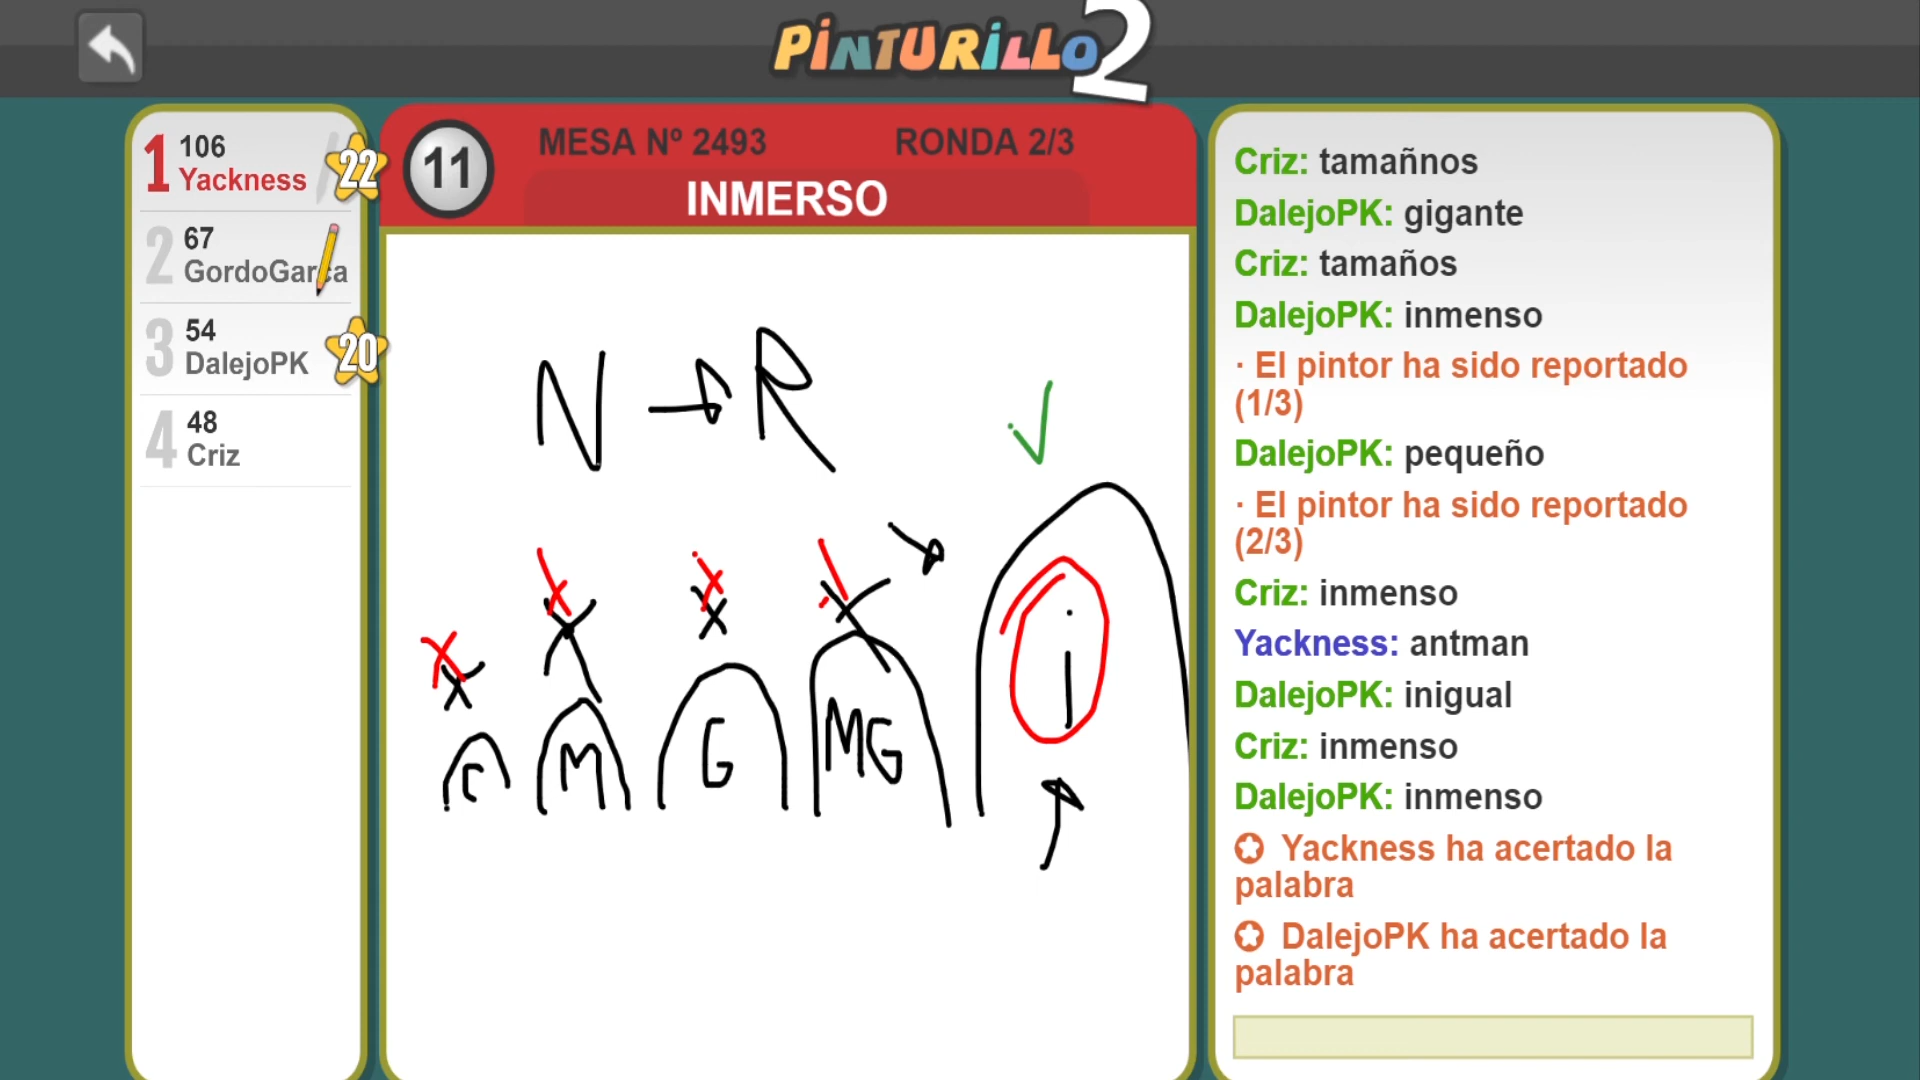 PINTURILLO 2
1
106
Yackness
22
2
67
GordoGarca
3
54
DalejoPK
20
4
48
Criz
11
MESA Nº 2493
RONDA 2/3
INMERSO
N → R
C
M
G
MG
i
Criz: tamañnos
DalejoPK: gigante
Criz: tamaños
DalejoPK: inmenso
· El pintor ha sido reportado
(1/3)
DalejoPK: pequeño
· El pintor ha sido reportado
(2/3)
Criz: inmenso
Yackness: antman
DalejoPK: inigual
Criz: inmenso
DalejoPK: inmenso
Yackness ha acertado la
palabra
DalejoPK ha acertado la
palabra